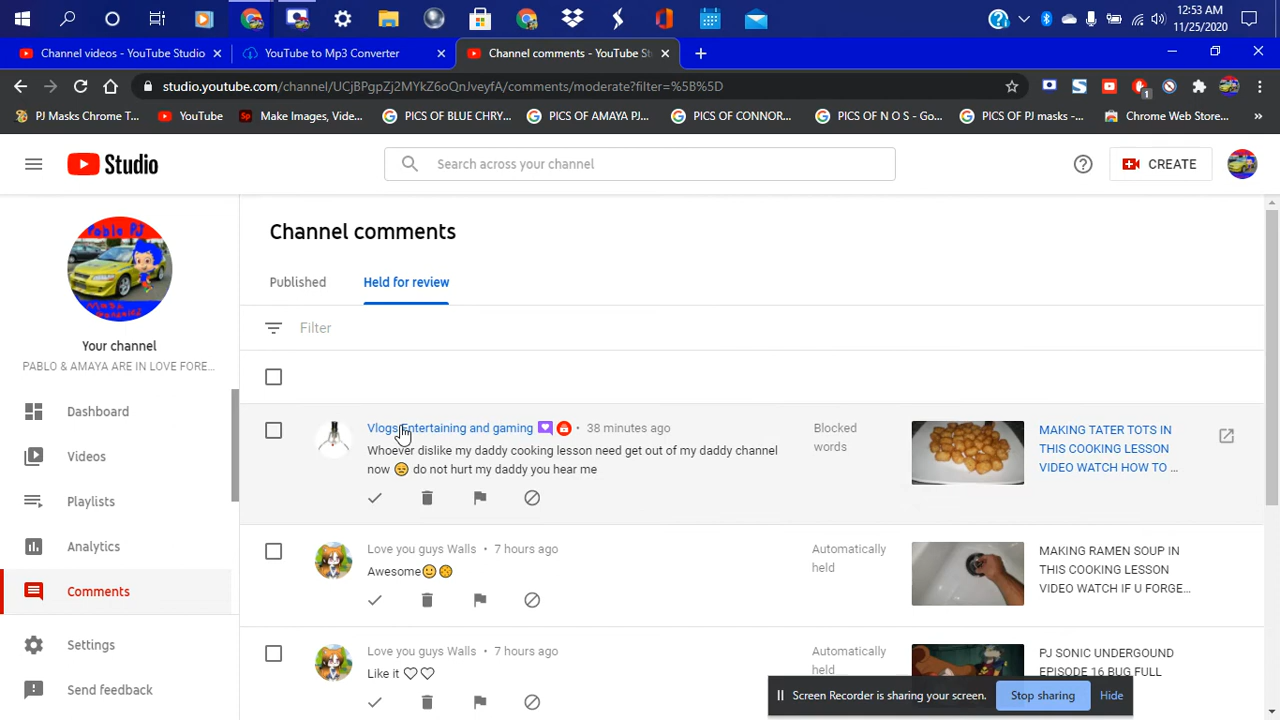 12:53 AM
11/25/2020
Channel videos - YouTube Studio
YouTube to Mp3 Converter
Channel comments - YouTube St
studio.youtube.com/channel/UCjBPgpZj2MYkZ6oQnJveyfA/comments/moderate?filter=%5B%5D
1
PJ Masks Chrome T...
YouTube
Make Images, Vide...
PICS OF BLUE CHRY...
PICS OF AMAYA PJ...
PICS OF CONNOR...
PICS OF N O S - Go...
PICS OF PJ masks - ...
Chrome Web Store...
Studio
Search across your channel
CREATE
Pablo PJ
Your channel
PABLO & AMAYA ARE IN LOVE FORE...
Dashboard
Videos
Playlists
Analytics
Comments
Settings
Send feedback
Channel comments
Published
Held for review
Filter
Vlogs Entertaining and gaming • 38 minutes ago
Whoever dislike my daddy cooking lesson need get out of my daddy channel
now 😔 do not hurt my daddy you hear me
Blocked
words
MAKING TATER TOTS IN
THIS COOKING LESSON
VIDEO WATCH HOW TO ...
Love you guys Walls • 7 hours ago
Awesome
Automatically
held
MAKING RAMEN SOUP IN
THIS COOKING LESSON
VIDEO WATCH IF U FORGE...
Love you guys Walls • 7 hours ago
Like it ♡♡
Automatically
held
PJ SONIC UNDERGOUND
EPISODE 16 BUG FULL
Screen Recorder is sharing your screen.
Stop sharing
Hide